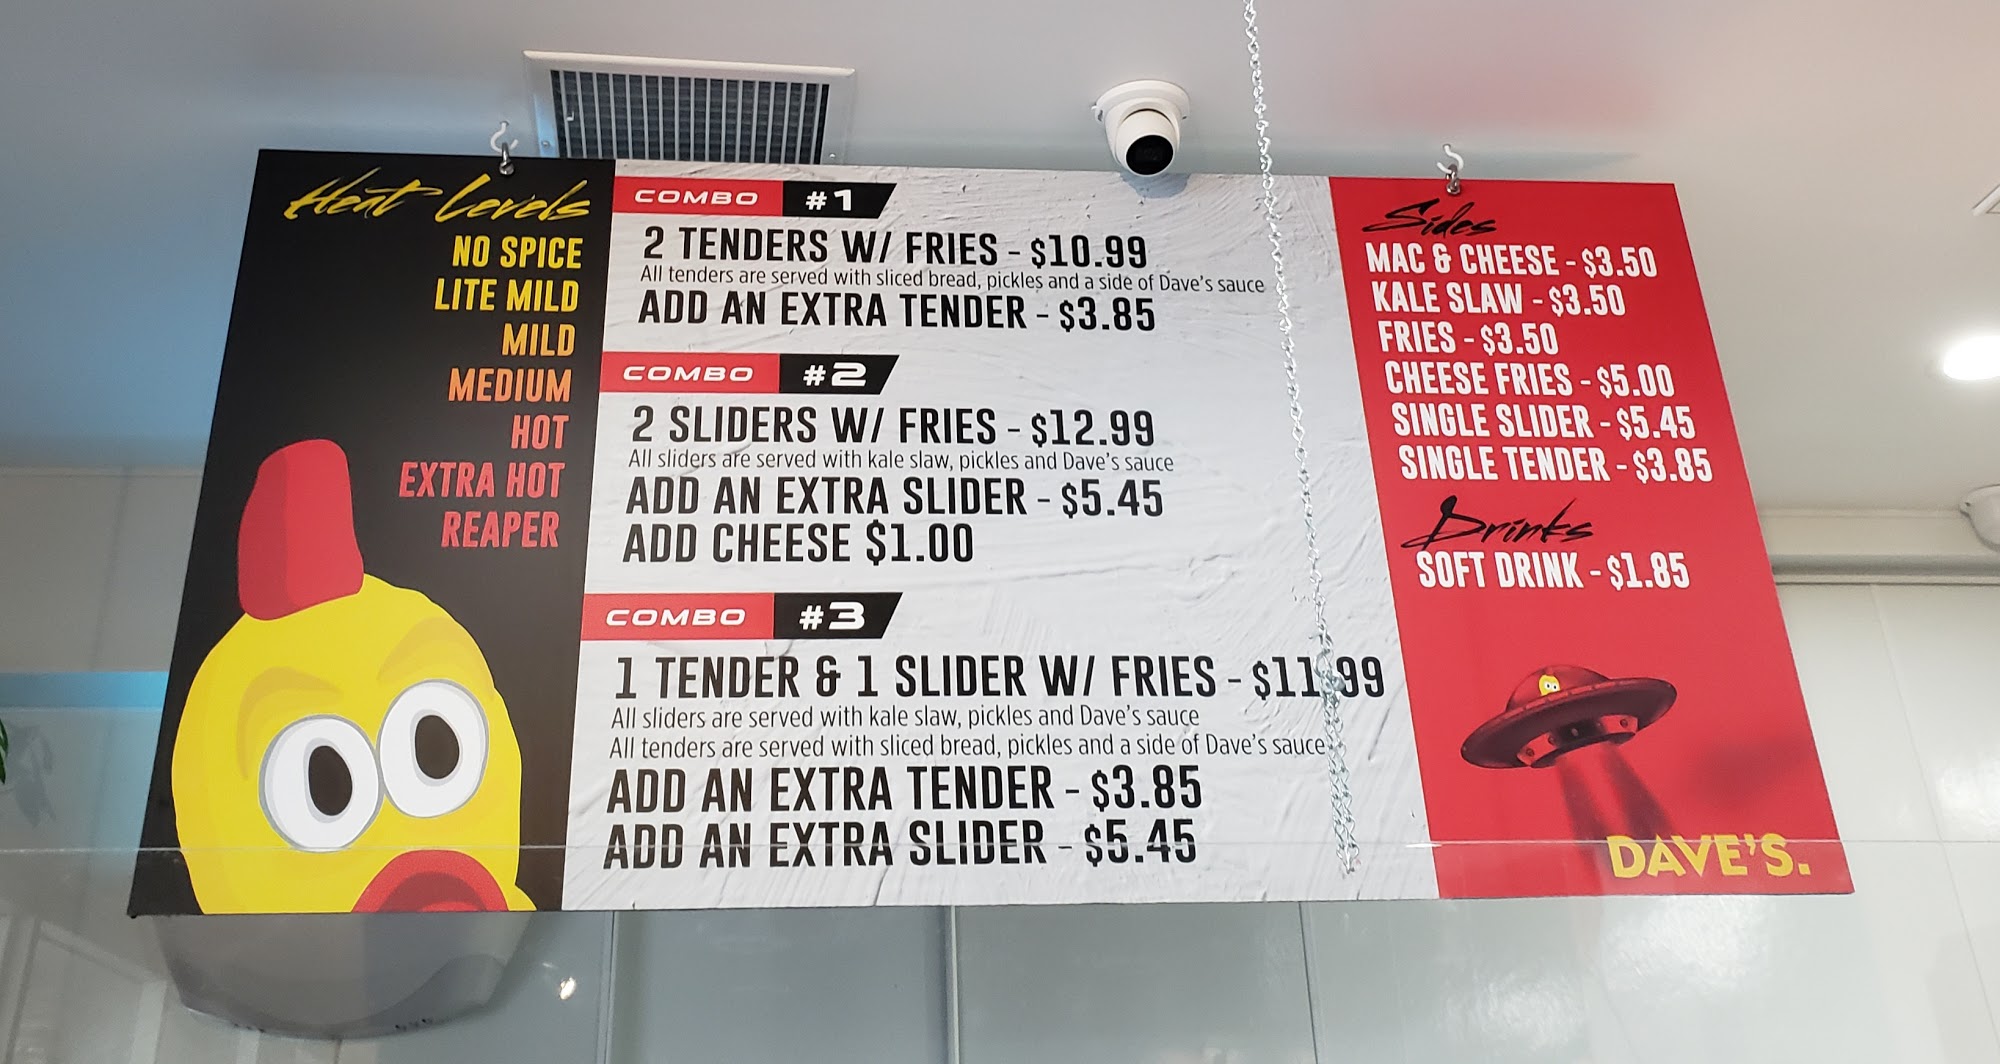 Heat Levels
NO SPICE
LITE MILD
MILD
MEDIUM
HOT
EXTRA HOT
REAPER
COMBO #1
2 TENDERS W/ FRIES - $10.99
All tenders are served with sliced bread, pickles and a side of Dave's sauce
ADD AN EXTRA TENDER - $3.85
COMBO #2
2 SLIDERS W/ FRIES - $12.99
All sliders are served with kale slaw, pickles and Dave's sauce
ADD AN EXTRA SLIDER - $5.45
ADD CHEESE $1.00
COMBO #3
1 TENDER & 1 SLIDER W/ FRIES - $11.99
All sliders are served with kale slaw, pickles and Dave's sauce
All tenders are served with sliced bread, pickles and a side of Dave's sauce
ADD AN EXTRA TENDER - $3.85
ADD AN EXTRA SLIDER - $5.45
Sides
MAC & CHEESE - $3.50
KALE SLAW - $3.50
FRIES - $3.50
CHEESE FRIES - $5.00
SINGLE SLIDER - $5.45
SINGLE TENDER - $3.85
Drinks
SOFT DRINK - $1.85
DAVE'S.